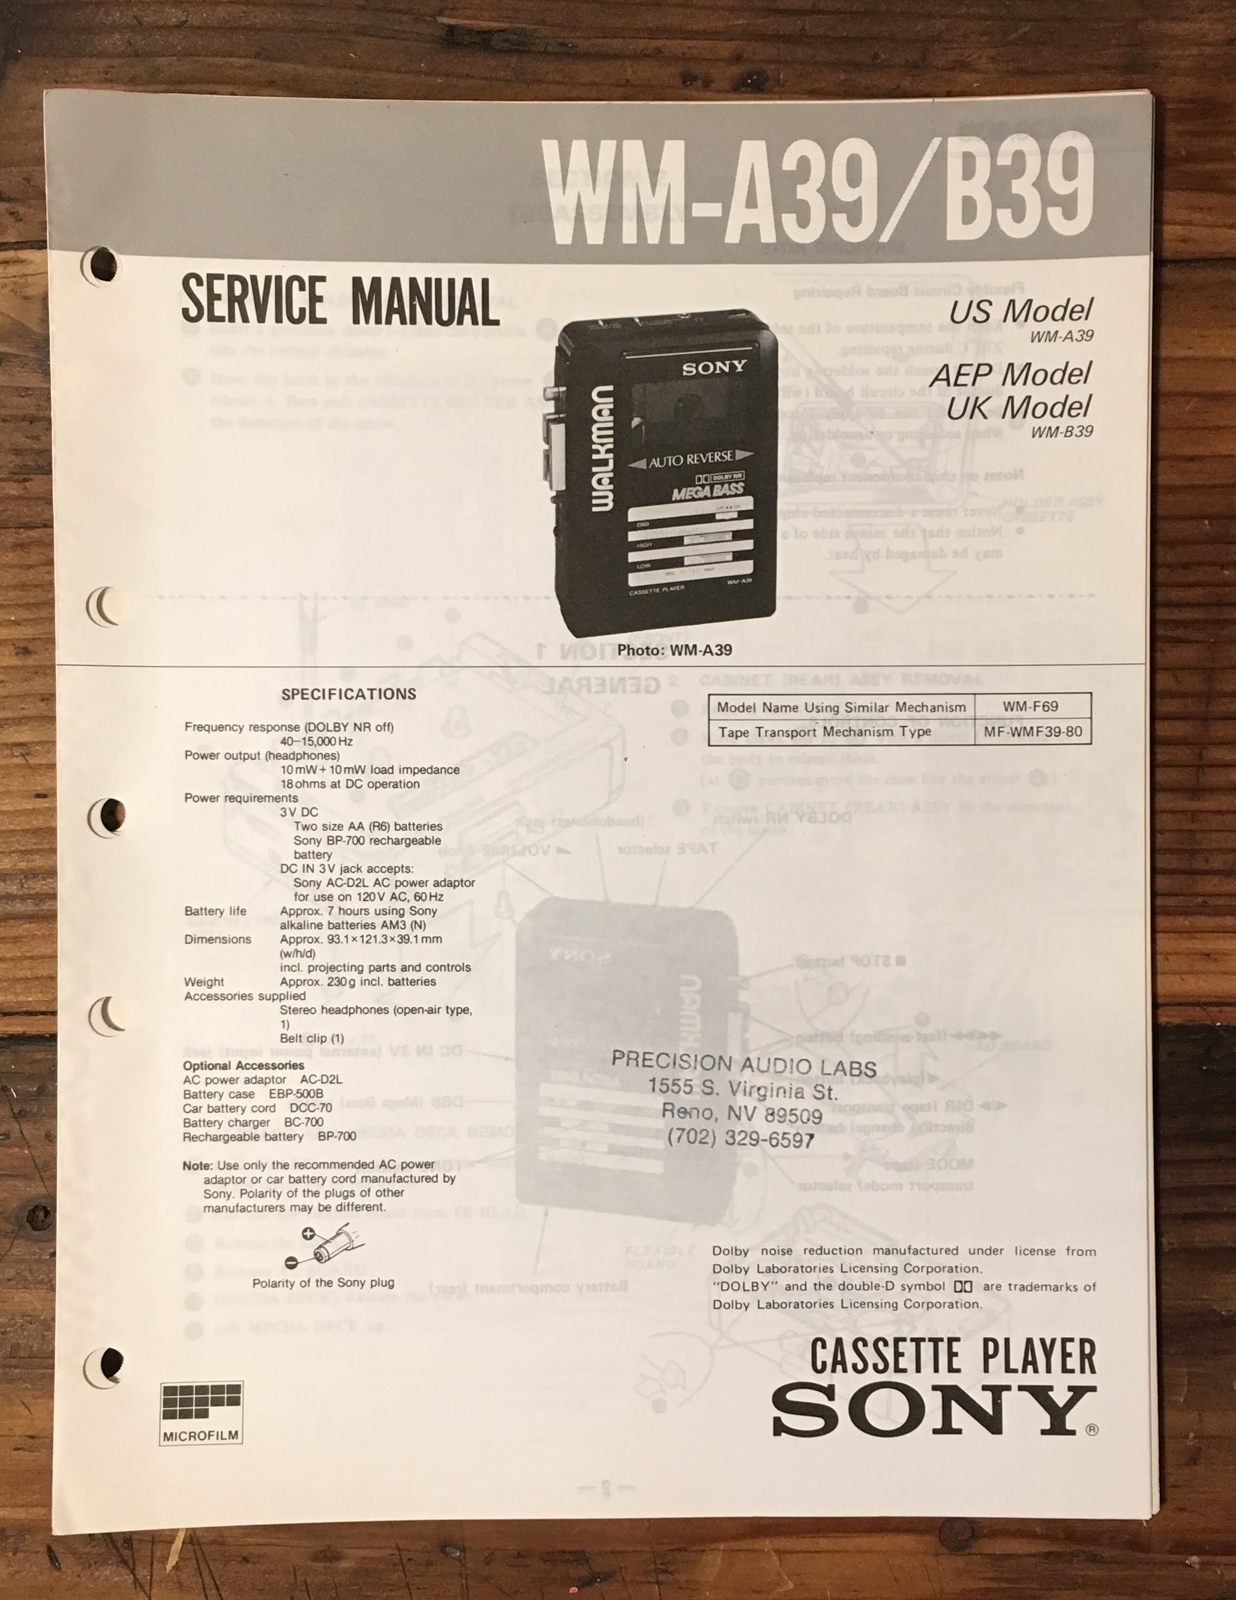 WM-A39/B39
SERVICE MANUAL
US Model
WM-A39
AEP Model
UK Model
WM-B39
SONY
WALKMAN
AUTO REVERSE
DOLBY NR
MEGA BASS
DBB
HIGH
LOW
CASSETTE PLAYER
WM-A39
Photo: WM-A39
SPECIFICATIONS
Frequency response (DOLBY NR off)
40–15,000 Hz
Power output (headphones)
10 mW + 10 mW load impedance
18 ohms at DC operation
Power requirements
3 V DC
Two size AA (R6) batteries
Sony BP-700 rechargeable
battery
DC IN 3 V jack accepts:
Sony AC-D2L AC power adaptor
for use on 120 V AC, 60 Hz
Battery life Approx. 7 hours using Sony
alkaline batteries AM3 (N)
Dimensions Approx. 93.1 × 121.3 × 39.1 mm
(w/h/d)
incl. projecting parts and controls
Weight Approx. 230 g incl. batteries
Accessories supplied
Stereo headphones (open-air type,
1)
Belt clip (1)
Optional Accessories
AC power adaptor AC-D2L
Battery case EBP-500B
Car battery cord DCC-70
Battery charger BC-700
Rechargeable battery BP-700
Note: Use only the recommended AC power
adaptor or car battery cord manufactured by
Sony. Polarity of the plugs of other
manufacturers may be different.
Polarity of the Sony plug
Model Name Using Similar Mechanism WM-F69
Tape Transport Mechanism Type MF-WMF39-80
PRECISION AUDIO LABS
1555 S. Virginia St.
Reno, NV 89509
(702) 329-6597
Dolby noise reduction manufactured under license from
Dolby Laboratories Licensing Corporation.
"DOLBY" and the double-D symbol are trademarks of
Dolby Laboratories Licensing Corporation.
CASSETTE PLAYER
SONY®
MICROFILM